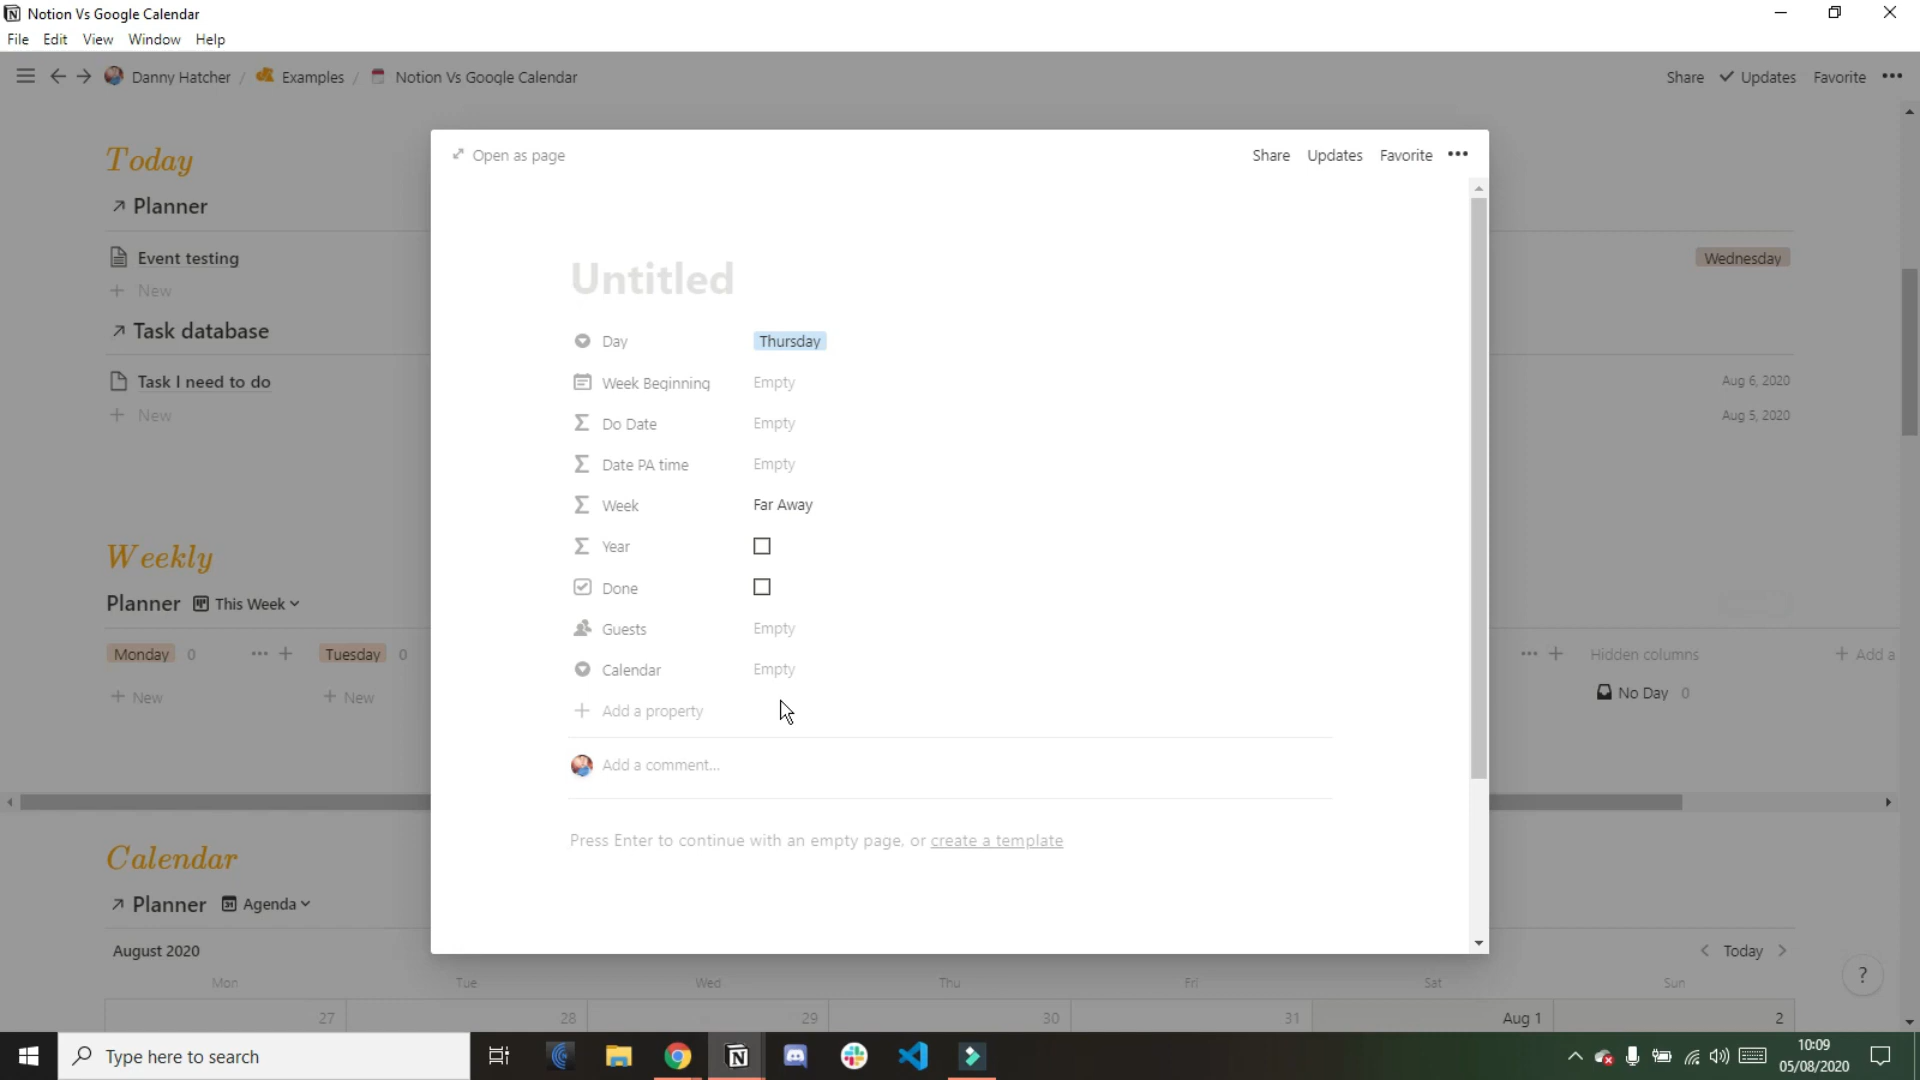 Notion Vs Google Calendar
File Edit View Window Help
Danny Hatcher / Examples / Notion Vs Google Calendar
Share Updates Favorite
Today
Planner
Event testing
Wednesday
New
Task database
Task I need to do
Aug 6, 2020
New
Aug 5, 2020
Weekly
Planner This Week
Monday 0
Tuesday 0
Hidden columns
Add a
New
New
No Day 0
Calendar
Planner Agenda
August 2020
Today
Mon Tue Wed Thu Fri Sat Sun
27 28 29 30 31 Aug 1 2
Open as page
Share Updates Favorite
Untitled
Day Thursday
Week Beginning Empty
Do Date Empty
Date PA time Empty
Week Far Away
Year
Done
Guests Empty
Calendar Empty
Add a property
Add a comment...
Press Enter to continue with an empty page, or create a template
?
Type here to search
10:09
05/08/2020